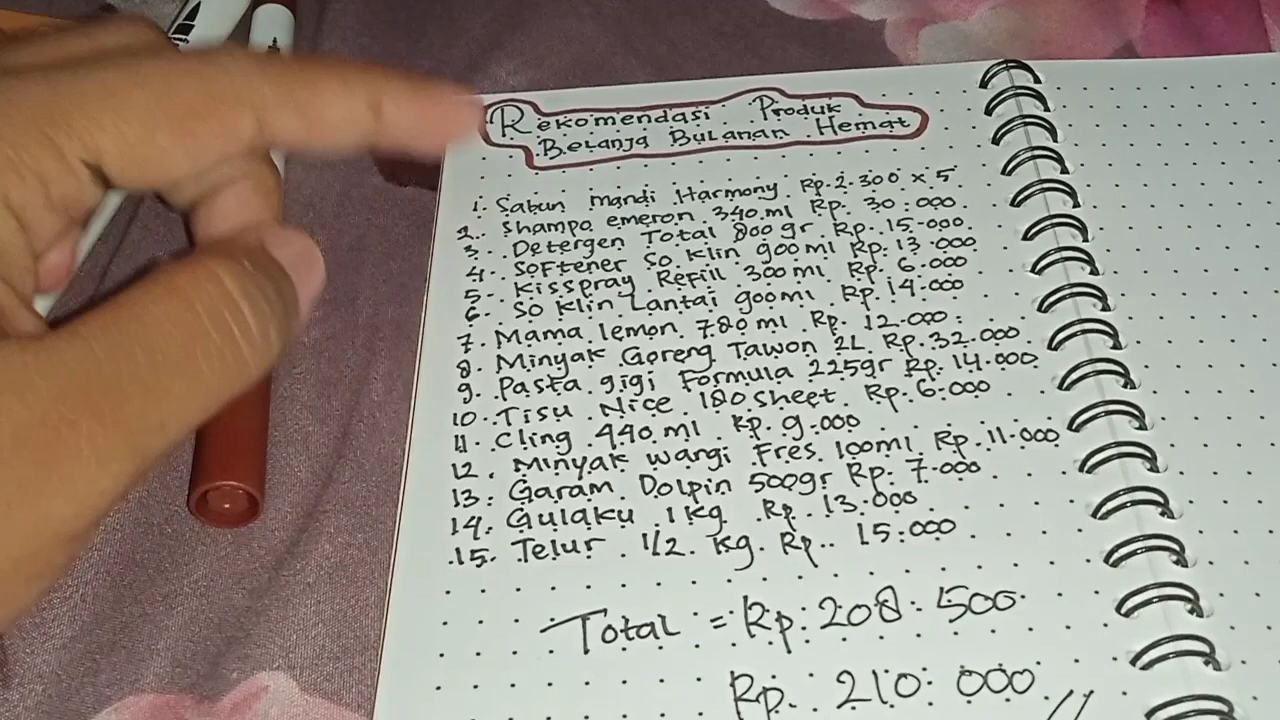 Rekomendasi Produk
Belanja Bulanan Hemat
1. Sabun mandi Harmony Rp. 2.300 x 5
2. Shampo emeron 340 ml Rp. 30.000
3. Detergen Total 800 gr. Rp. 15.000
4. Softener So Klin 900 ml Rp. 13.000
5. Kisspray Refill 300 ml. Rp. 6.000
6. So Klin Lantai 900 ml. Rp. 14.000
7. Mama lemon 780 ml. Rp. 12.000
8. Minyak Goreng Tawon 2L. Rp. 32.000
9. Pasta gigi Formula 225gr Rp. 14.000
10. Tisu Nice 180 sheet. Rp. 6.000
11. Cling 440 ml. Rp. 9.000
12. Minyak wangi Fres 100ml Rp. 11.000
13. Garam Dolpin 500gr Rp. 7.000
14. Gulaku 1 kg Rp. 13.000
15. Telur 1/2 kg. Rp. 15.000
Total = Rp. 208.500
Rp. 210.000 //